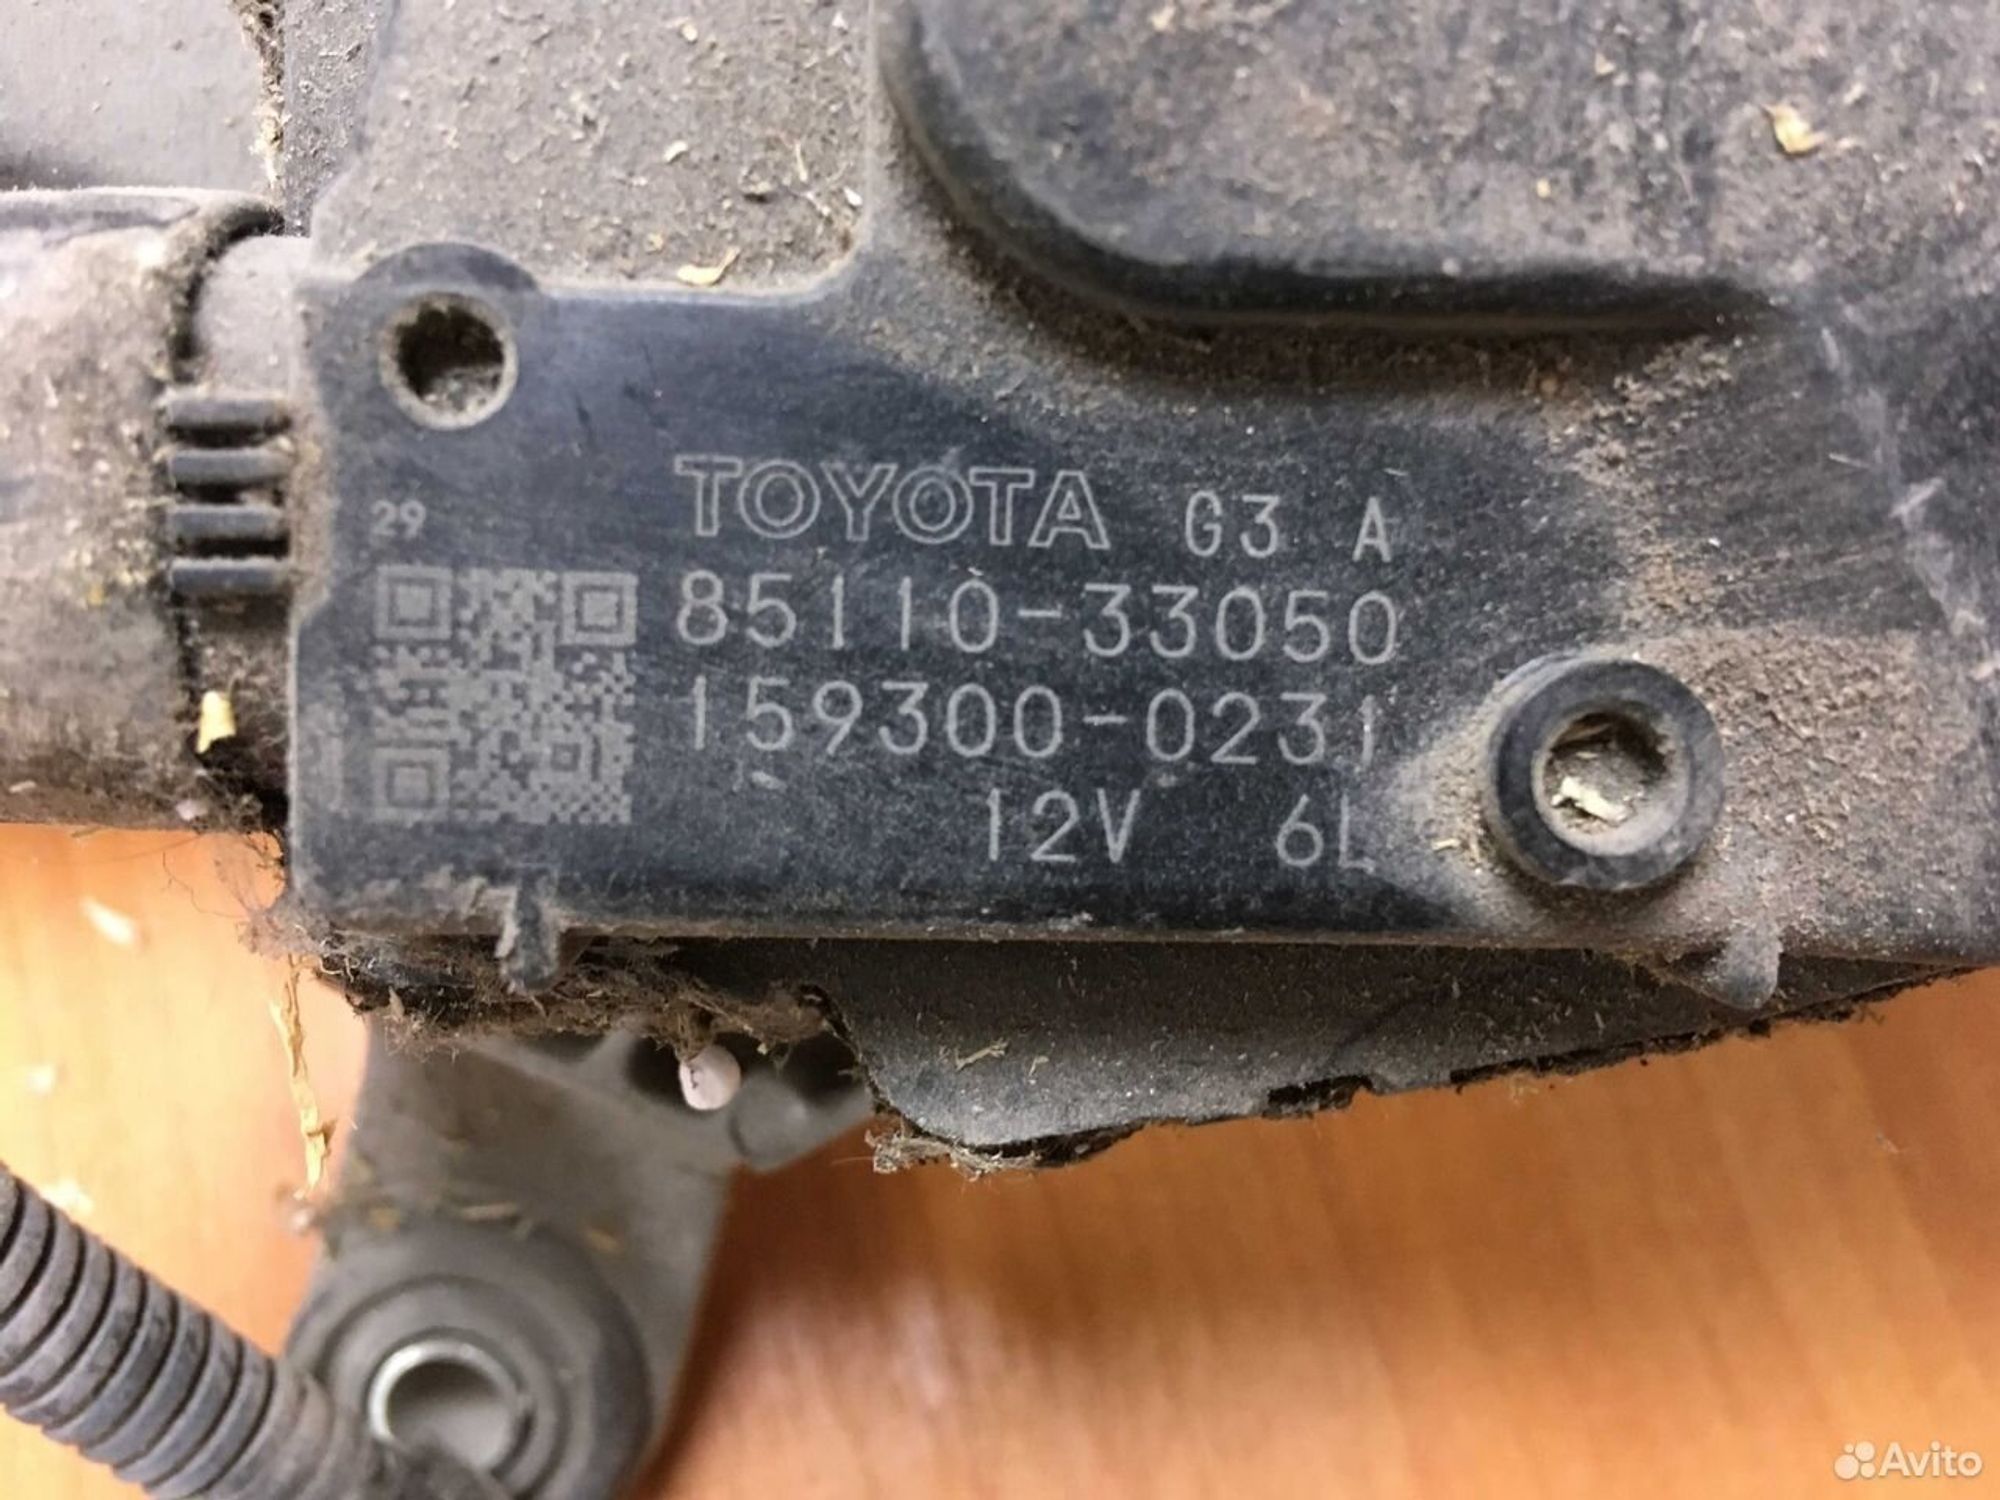 TOYOTA G3 A
29
85110-33050
159300-0231
12V 6L
Avito